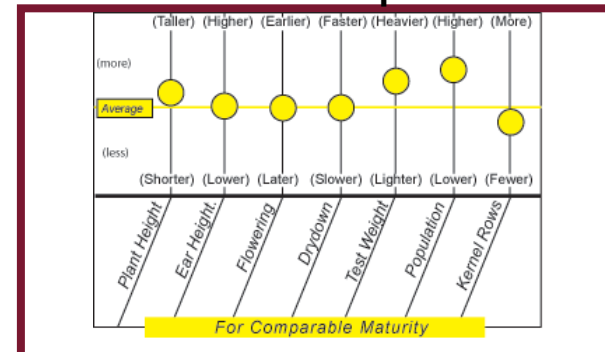 (Taller) (Higher) (Earlier) (Faster) (Heavier) (Higher) (More)
(more)
Average
(less)
(Shorter) (Lower) (Later) (Slower) (Lighter) (Lower) (Fewer)
Plant Height
Ear Height.
Flowering
Drydown
Test Weight
Population
Kernel Rows
For Comparable Maturity